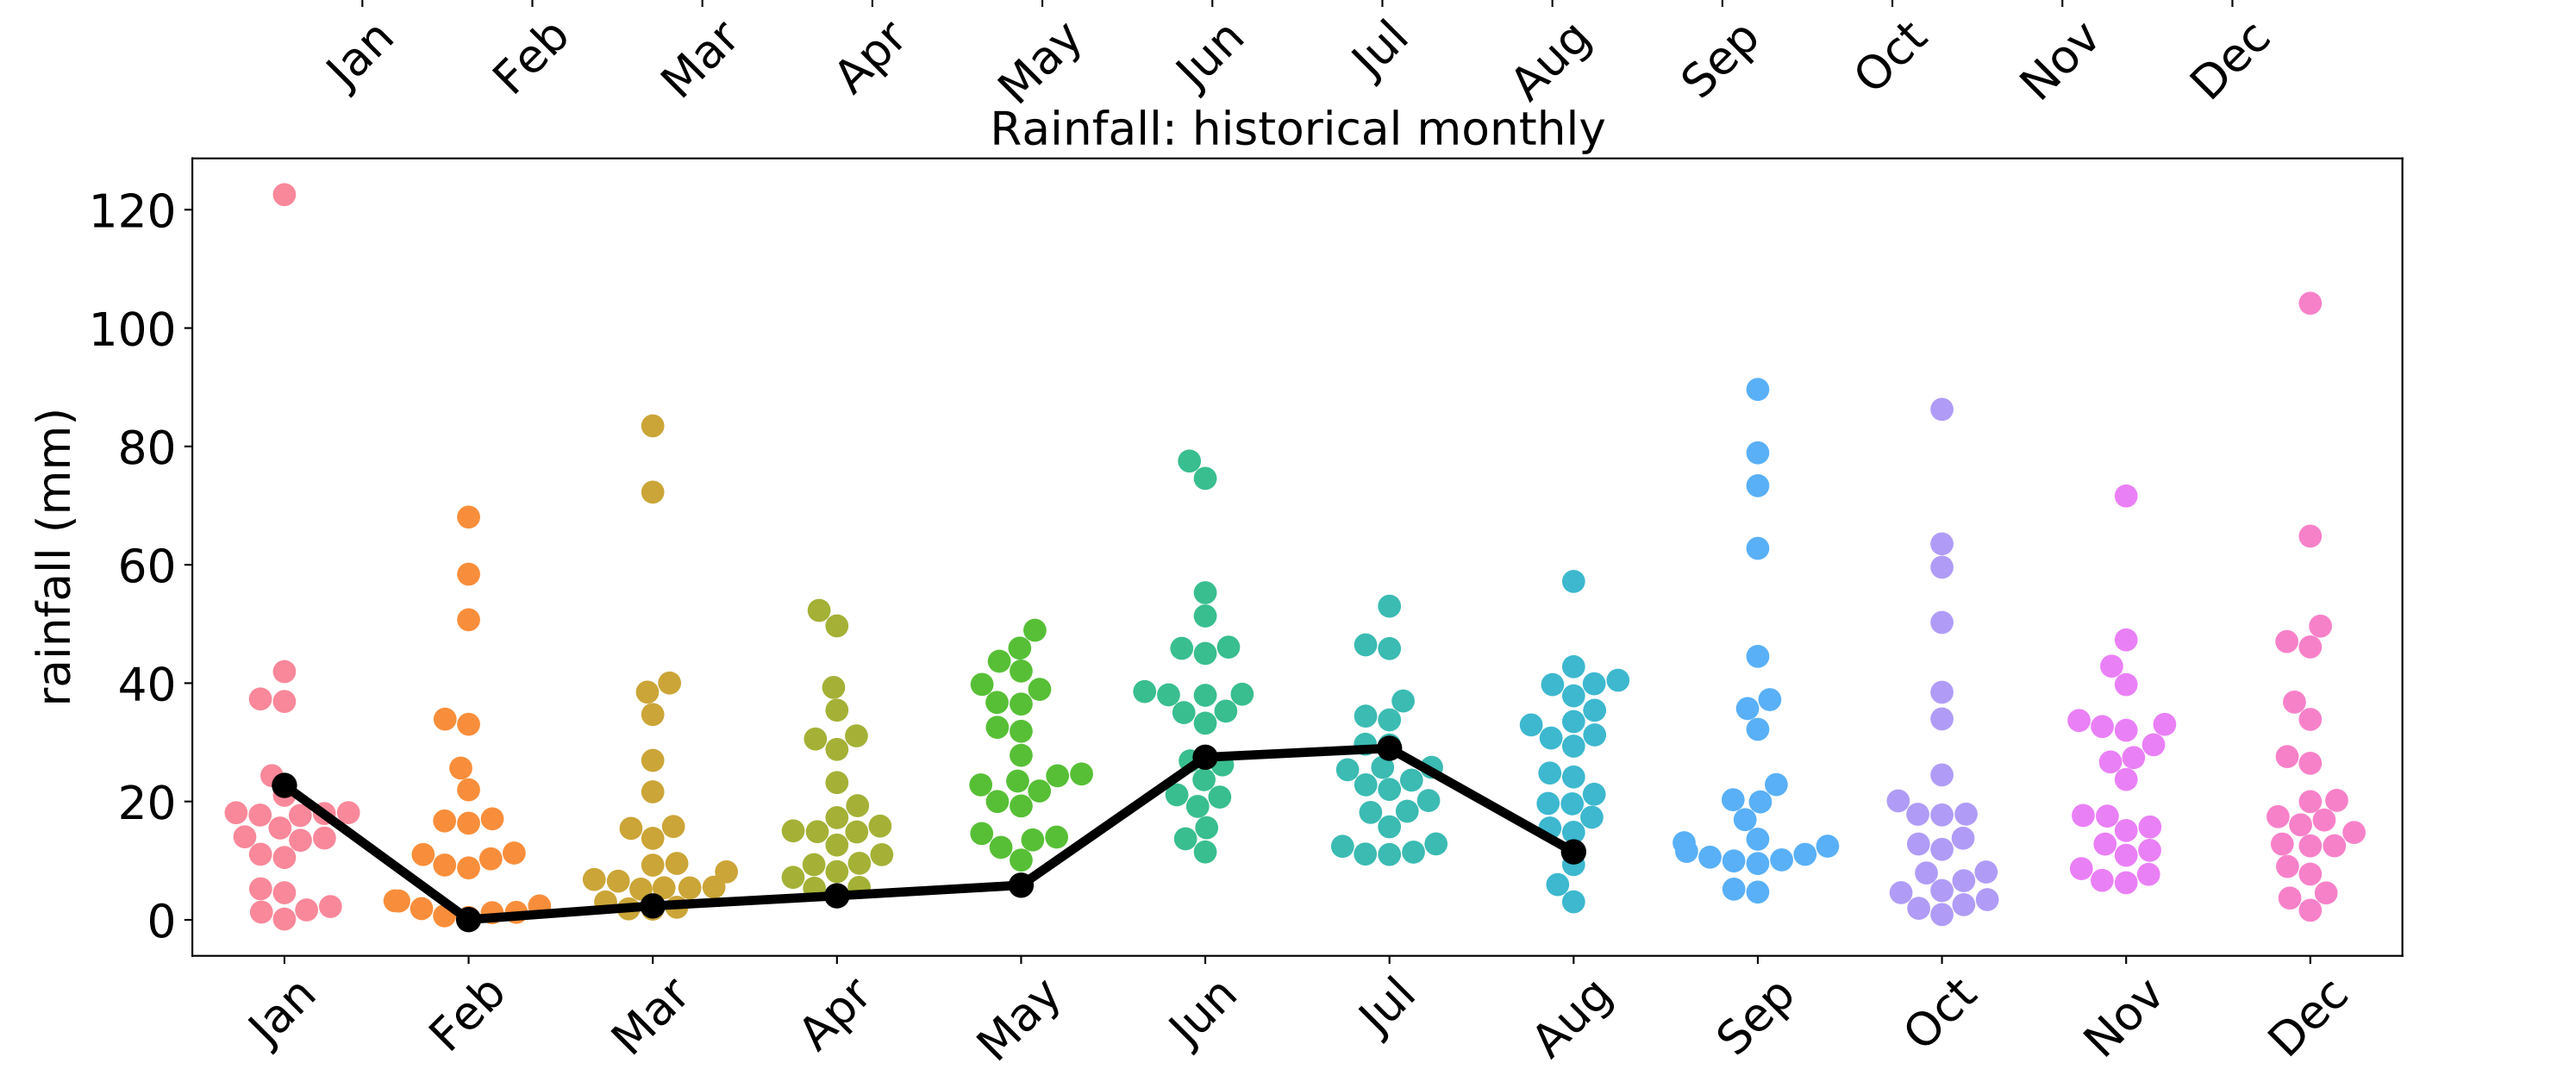 Jan Feb Mar Apr May Jun Jul Aug Sep Oct Nov Dec
Rainfall: historical monthly
rainfall (mm)
120
100
80
60
40
20
0
Jan Feb Mar Apr May Jun Jul Aug Sep Oct Nov Dec